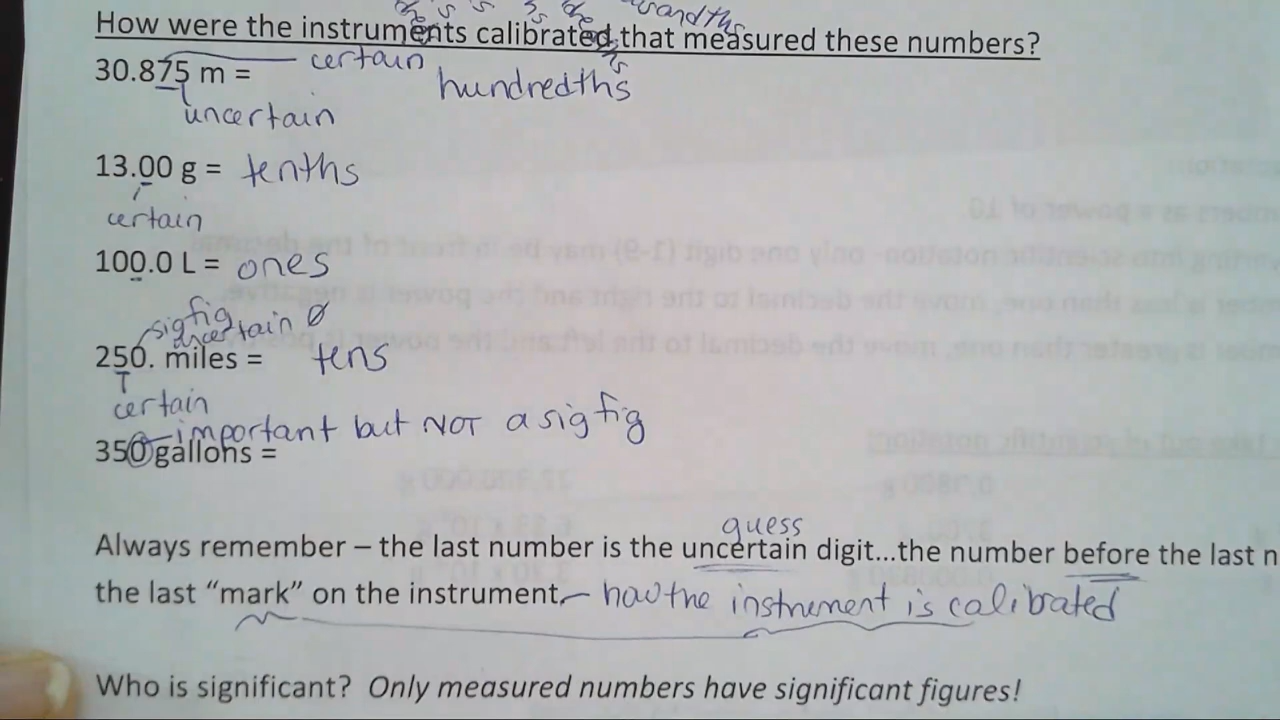 How were the instruments calibrated that measured these numbers?
30.875 m = certain hundredths
uncertain
13.00 g = tenths
certain
100.0 L = ones
sig fig
uncertain 0
250. miles = tens
certain
important but NOT a sig fig
350 gallons =
guess
Always remember – the last number is the uncertain digit...the number before the last n
the last “mark” on the instrument. – how the instrument is calibrated
Who is significant? Only measured numbers have significant figures!